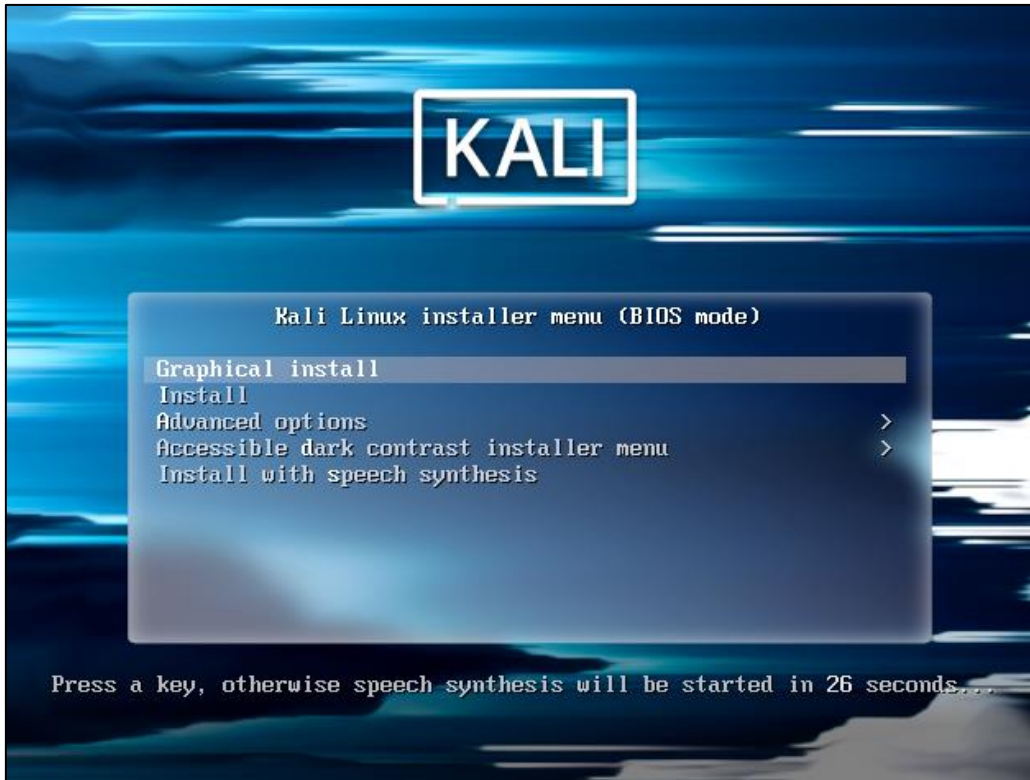 KALI
Kali Linux installer menu (BIOS mode)
Graphical install
Install
Advanced options >
Accessible dark contrast installer menu >
Install with speech synthesis
Press a key, otherwise speech synthesis will be started in 26 seconds...